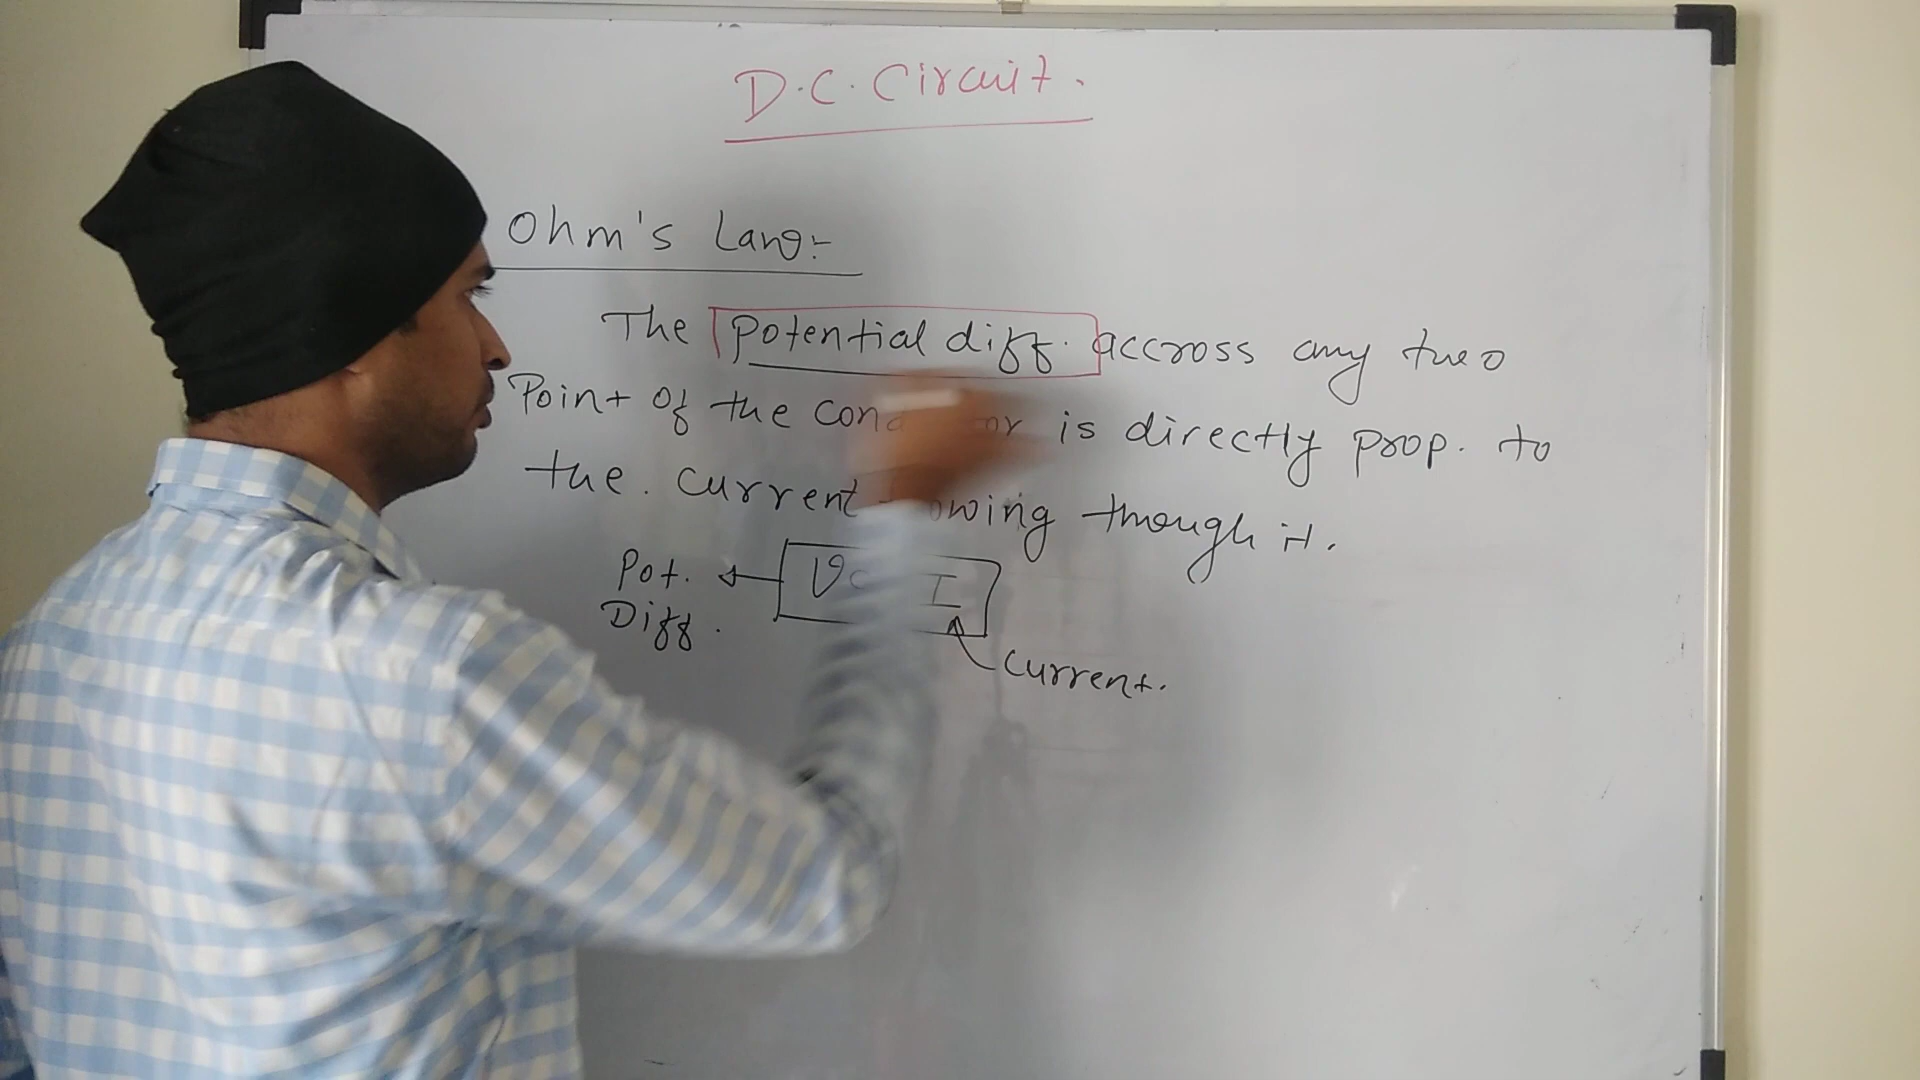 D.C. Circuit.
Ohm's Law:-
The Potential diff. accross any two
Point of the is directly prop. to
the. current through it.
Pot.
Diff.
V I
Current.